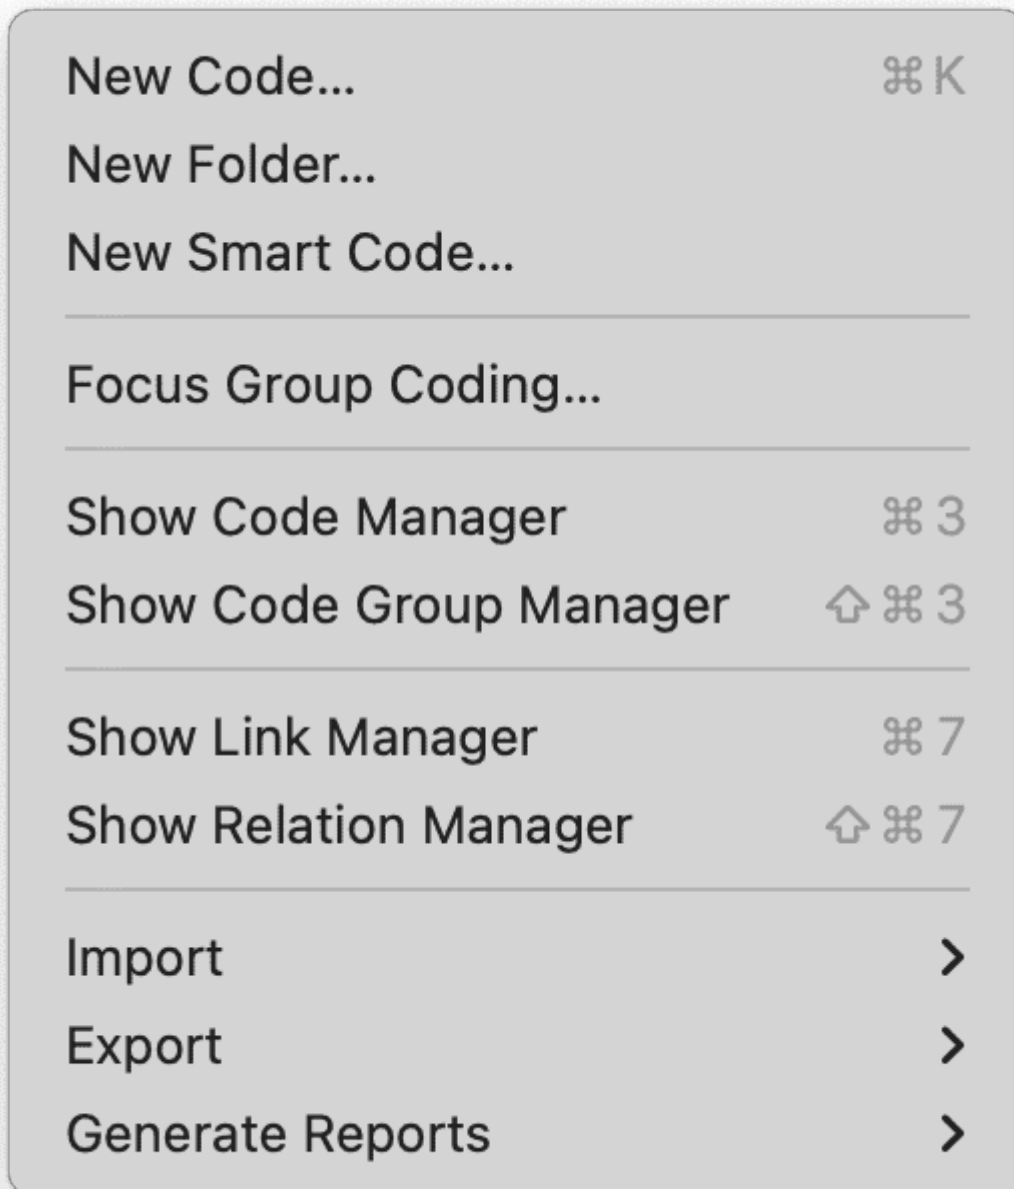 New Code... ⌘ K
New Folder...
New Smart Code...
Focus Group Coding...
Show Code Manager ⌘ 3
Show Code Group Manager ⇧ ⌘ 3
Show Link Manager ⌘ 7
Show Relation Manager ⇧ ⌘ 7
Import >
Export >
Generate Reports >